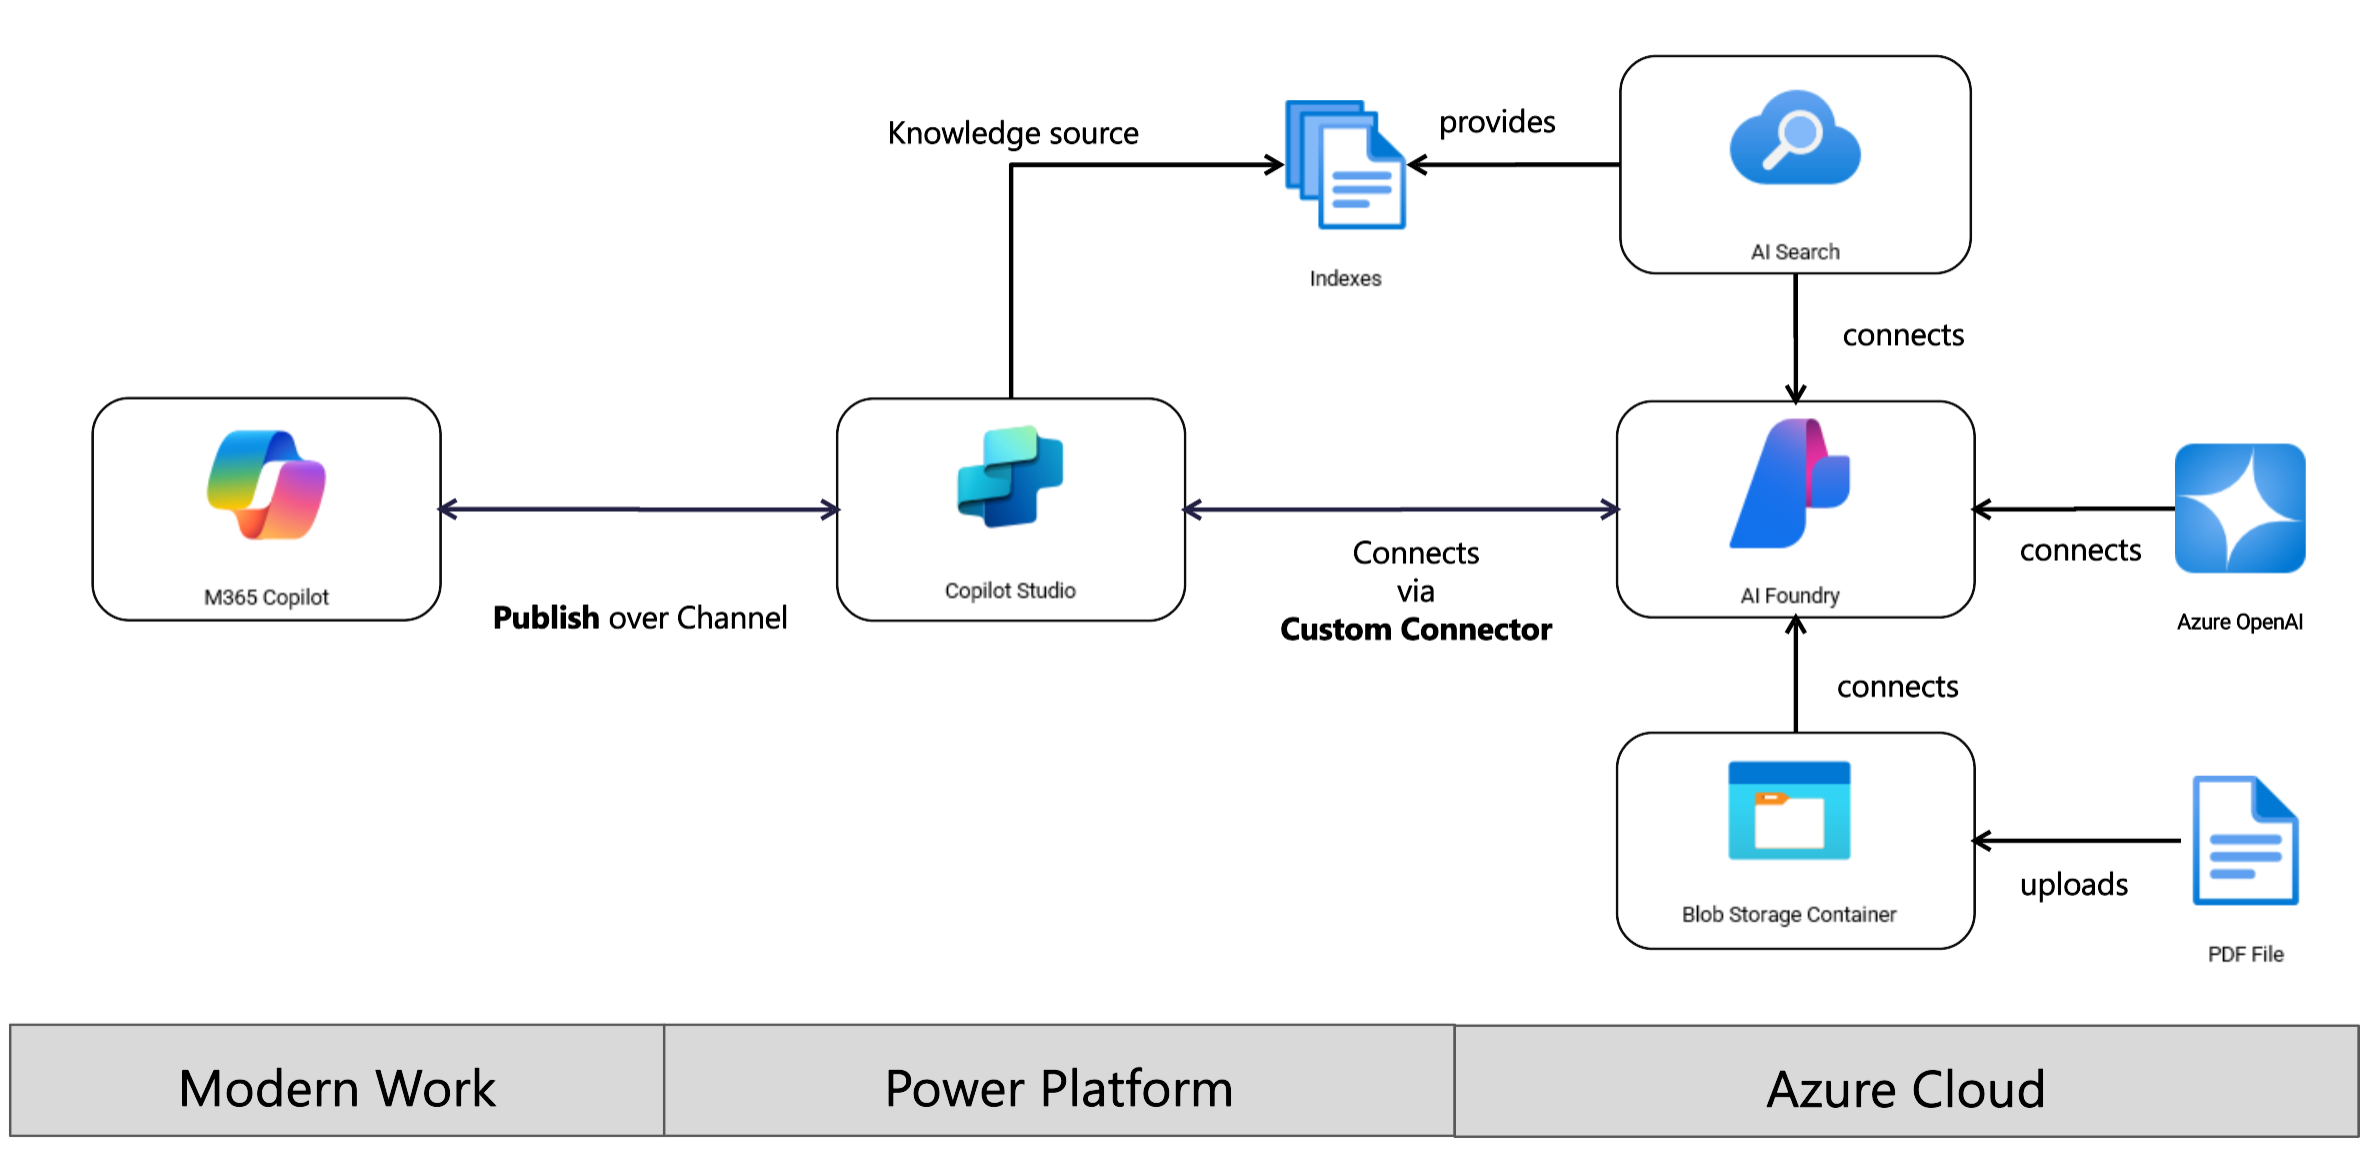 Knowledge source
provides
Indexes
AI Search
connects
M365 Copilot
Publish over Channel
Copilot Studio
Connects
via
Custom Connector
AI Foundry
connects
Azure OpenAI
connects
Blob Storage Container
uploads
PDF File
Modern Work
Power Platform
Azure Cloud